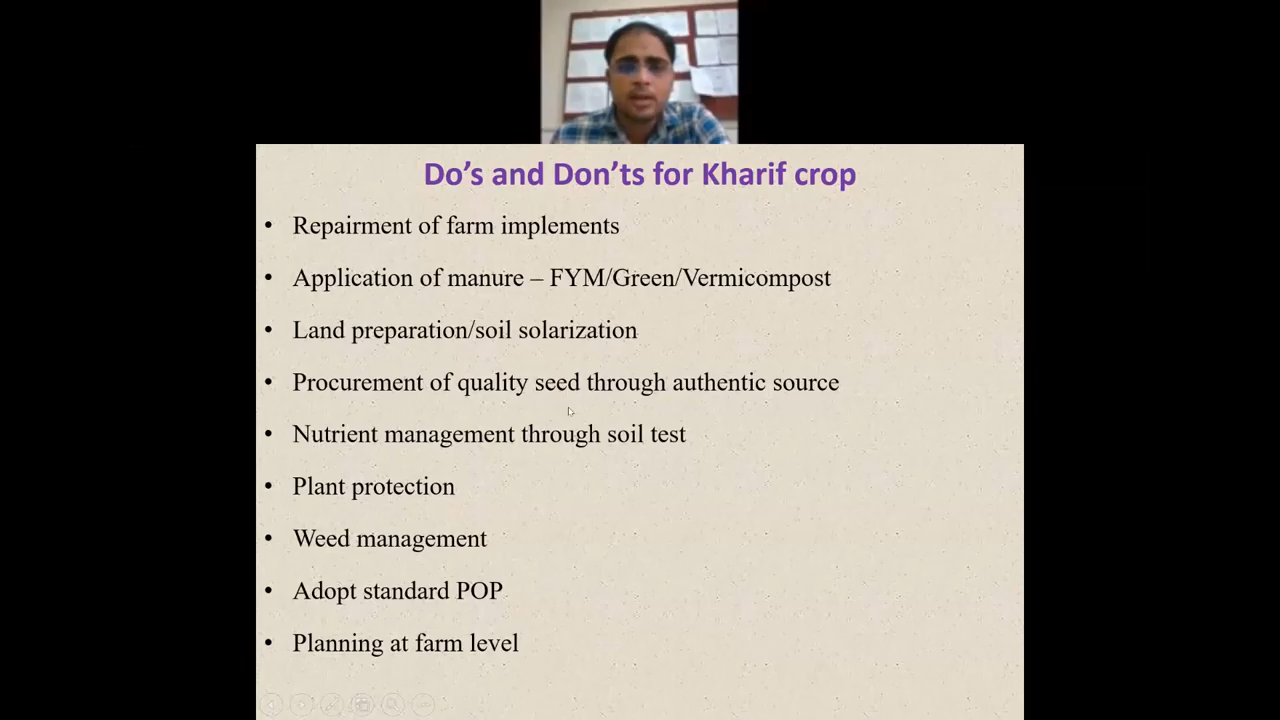 Do’s and Don’ts for Kharif crop
• Repairment of farm implements
• Application of manure – FYM/Green/Vermicompost
• Land preparation/soil solarization
• Procurement of quality seed through authentic source
• Nutrient management through soil test
• Plant protection
• Weed management
• Adopt standard POP
• Planning at farm level